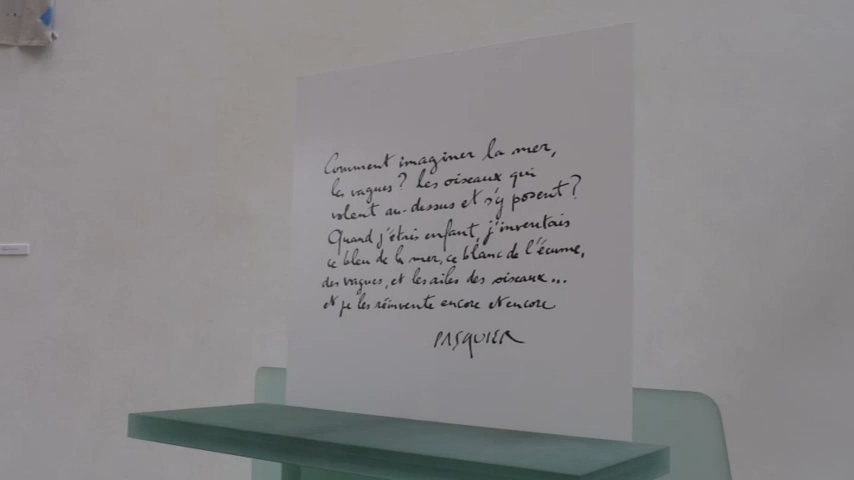 Comment imaginer la mer,
les vagues ? Les oiseaux qui
volent au-dessus et s'y posent ?
Quand j'étais enfant, j'inventais
ce bleu de la mer, ce blanc de l'écume,
des vagues, et les ailes des oiseaux...
et je les réinvente encore et encore
PASQUIER